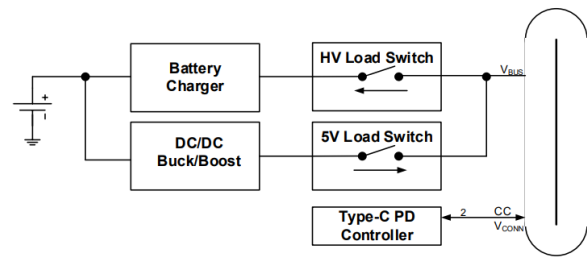 Battery
Charger
HV Load Switch
VBUS
+
DC/DC
Buck/Boost
5V Load Switch
Type-C PD
Controller
2
CC
VCONN